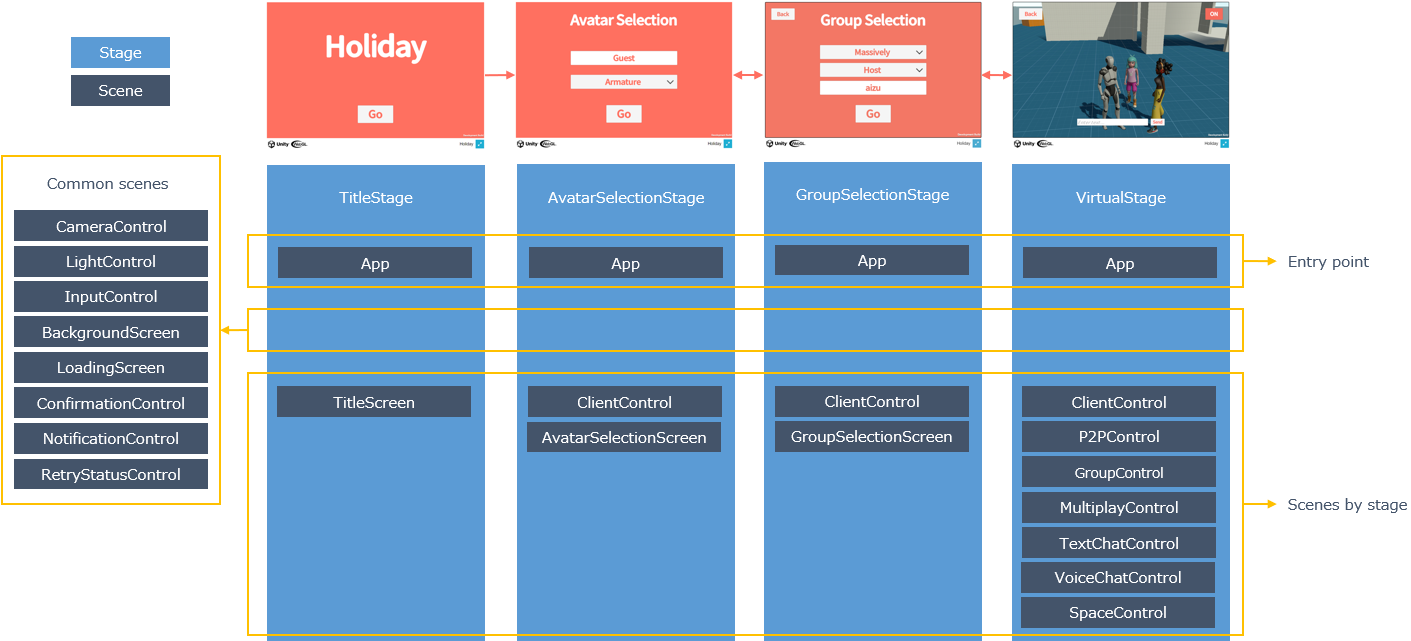 Stage
Scene
Holiday
Go
Unity
WebGL
Holiday
Avatar Selection
Guest
Armature
Go
Unity
WebGL
Holiday
Back
Group Selection
Massively
Host
aizu
Go
Unity
WebGL
Holiday
Back
ON
Send
Unity
WebGL
Holiday
Common scenes
CameraControl
LightControl
InputControl
BackgroundScreen
LoadingScreen
ConfirmationControl
NotificationControl
RetryStatusControl
TitleStage
AvatarSelectionStage
GroupSelectionStage
VirtualStage
App
App
App
App
Entry point
TitleScreen
ClientControl
AvatarSelectionScreen
ClientControl
GroupSelectionScreen
ClientControl
P2PControl
GroupControl
MultiplayControl
TextChatControl
VoiceChatControl
SpaceControl
Scenes by stage